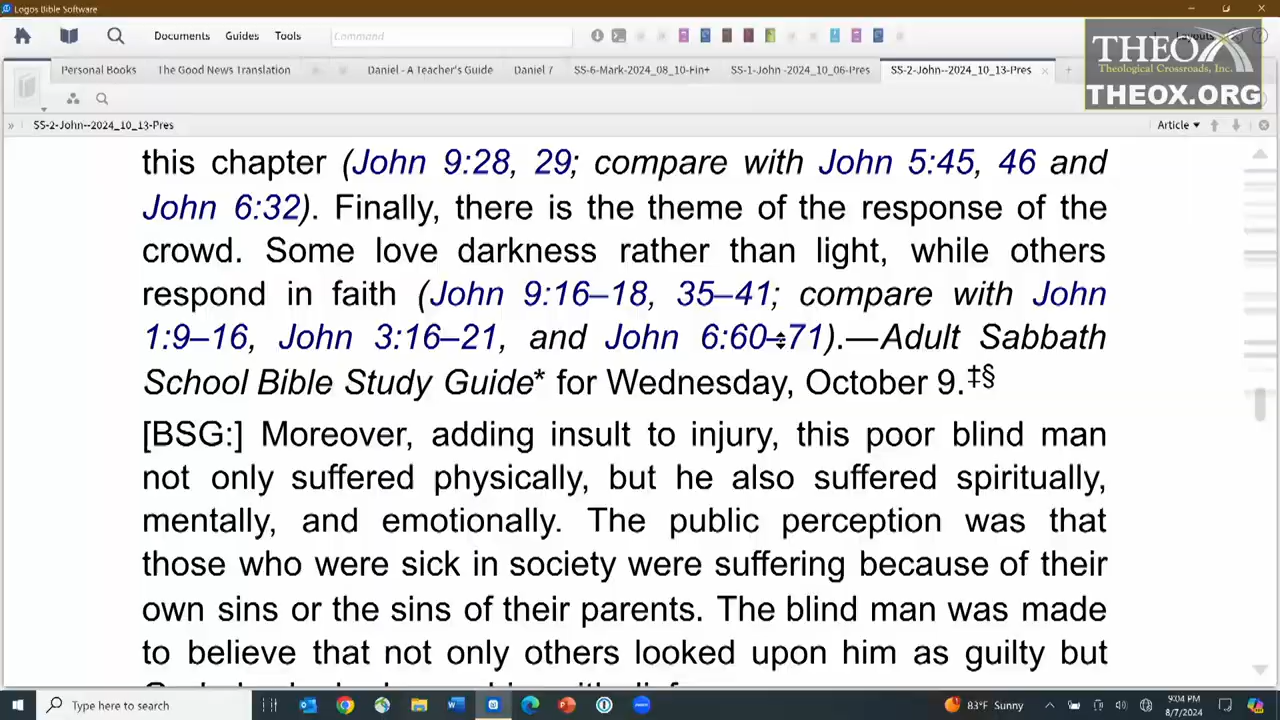 Logos Bible Software
Documents Guides Tools Command
THEOX
Theological Crossroads, Inc.
THEOX.ORG
Personal Books The Good News Translation Daniel 7 SS-6-Mark-2024_08_10-Fin+ SS-1-John -2024_10_06-Pres SS-2-John--2024_10_13-Pres
SS-2-John--2024_10_13-Pres Article
this chapter (John 9:28, 29; compare with John 5:45, 46 and
John 6:32). Finally, there is the theme of the response of the
crowd. Some love darkness rather than light, while others
respond in faith (John 9:16–18, 35–41; compare with John
1:9–16, John 3:16–21, and John 6:60–71).—Adult Sabbath
School Bible Study Guide* for Wednesday, October 9.‡§
[BSG:] Moreover, adding insult to injury, this poor blind man
not only suffered physically, but he also suffered spiritually,
mentally, and emotionally. The public perception was that
those who were sick in society were suffering because of their
own sins or the sins of their parents. The blind man was made
to believe that not only others looked upon him as guilty but
Type here to search 83°F Sunny 9:04 PM
8/7/2024